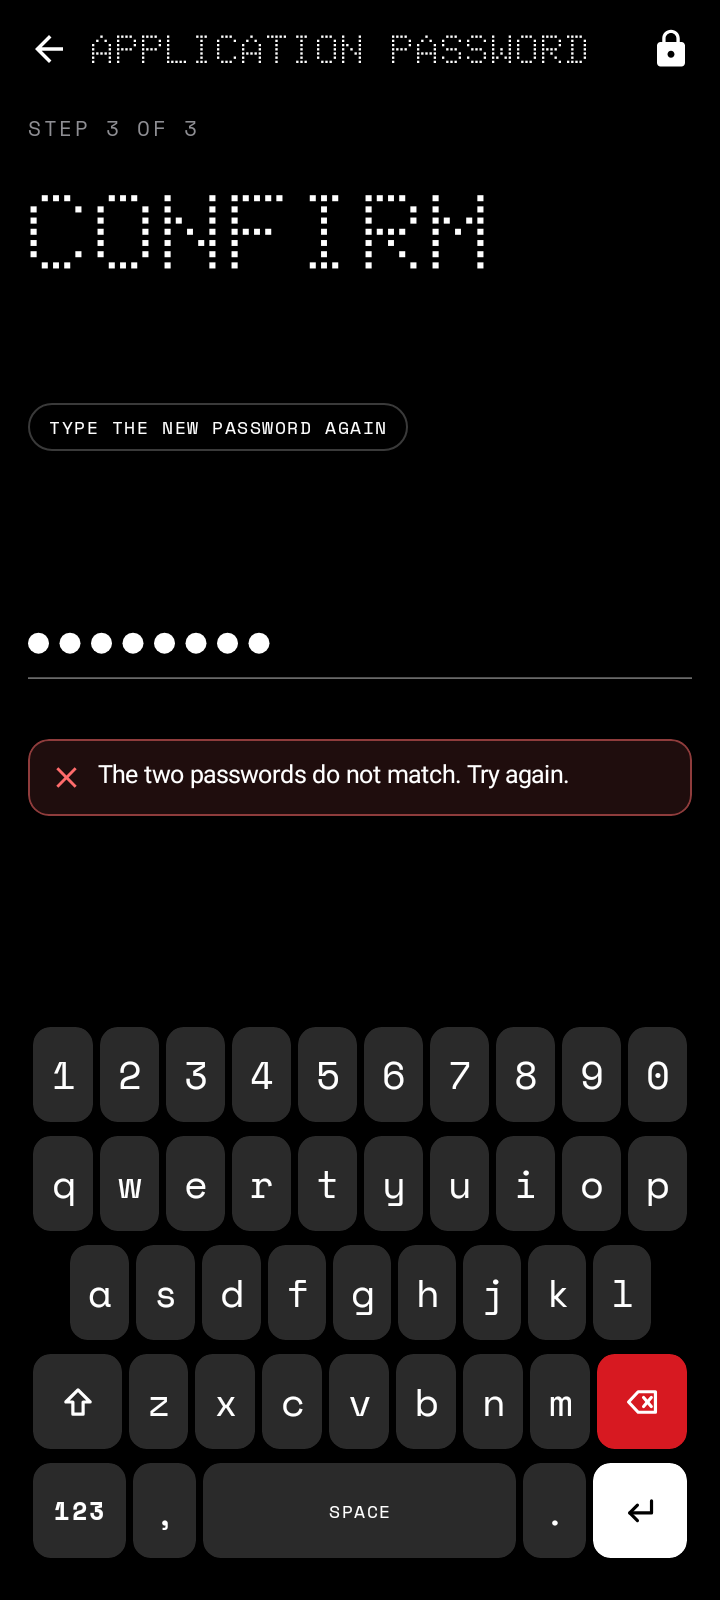 APPLICATION PASSWORD
STEP 3 OF 3
CONFIRM
TYPE THE NEW PASSWORD AGAIN
The two passwords do not match. Try again.
1 2 3 4 5 6 7 8 9 0
q w e r t y u i o p
a s d f g h j k l
z x c v b n m
123 , SPACE .